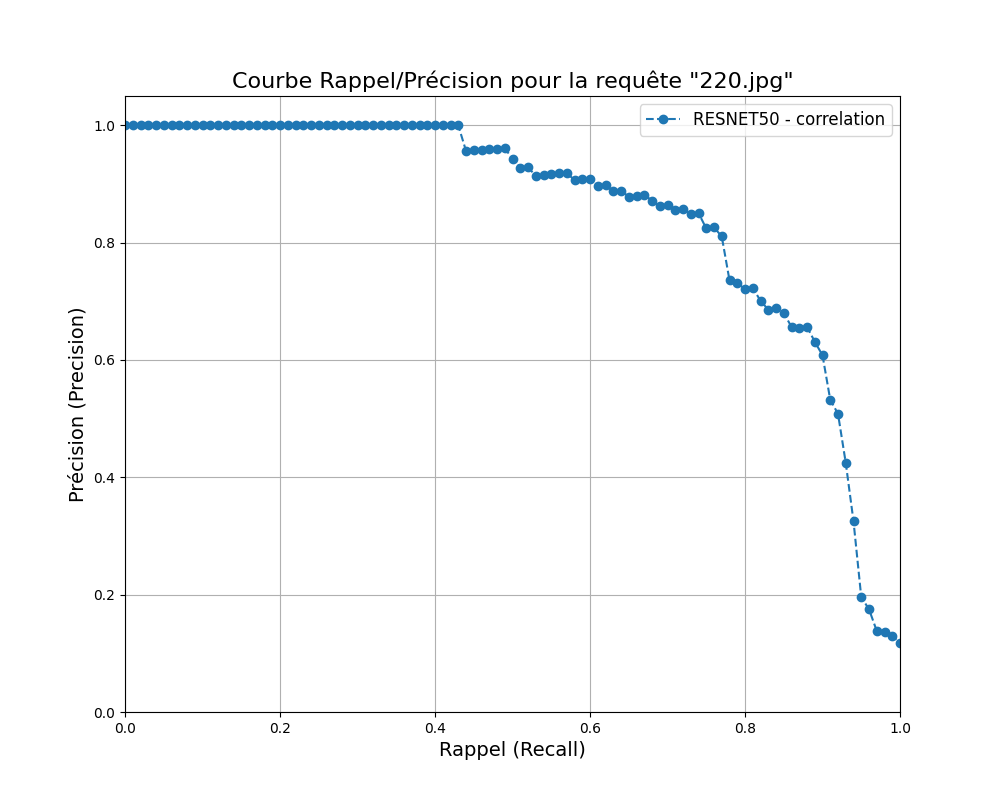 Courbe Rappel/Précision pour la requête "220.jpg"
RESNET50 - correlation
1.0
0.8
0.6
0.4
0.2
0.0
Précision (Precision)
0.0 0.2 0.4 0.6 0.8 1.0
Rappel (Recall)